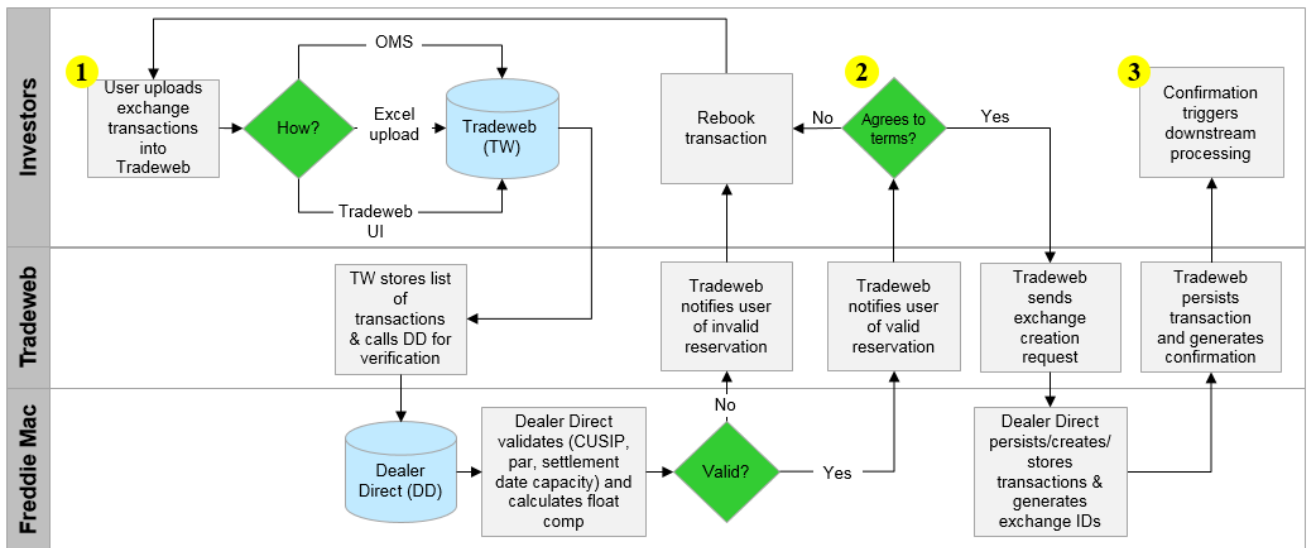 Investors
1
User uploads
exchange
transactions
into
Tradeweb
How?
OMS
Excel
upload
Tradeweb
UI
Tradeweb
(TW)
Rebook
transaction
No
2
Agrees to
terms?
Yes
3
Confirmation
triggers
downstream
processing
Tradeweb
TW stores list
of
transactions
& calls DD for
verification
Tradeweb
notifies user
of invalid
reservation
Tradeweb
notifies user
of valid
reservation
Tradeweb
sends
exchange
creation
request
Tradeweb
persists
transaction
and generates
confirmation
Freddie Mac
Dealer
Direct (DD)
Dealer Direct
validates (CUSIP,
par, settlement
date capacity) and
calculates float
comp
No
Valid?
Yes
Dealer Direct
persists/creates/
stores
transactions &
generates
exchange IDs